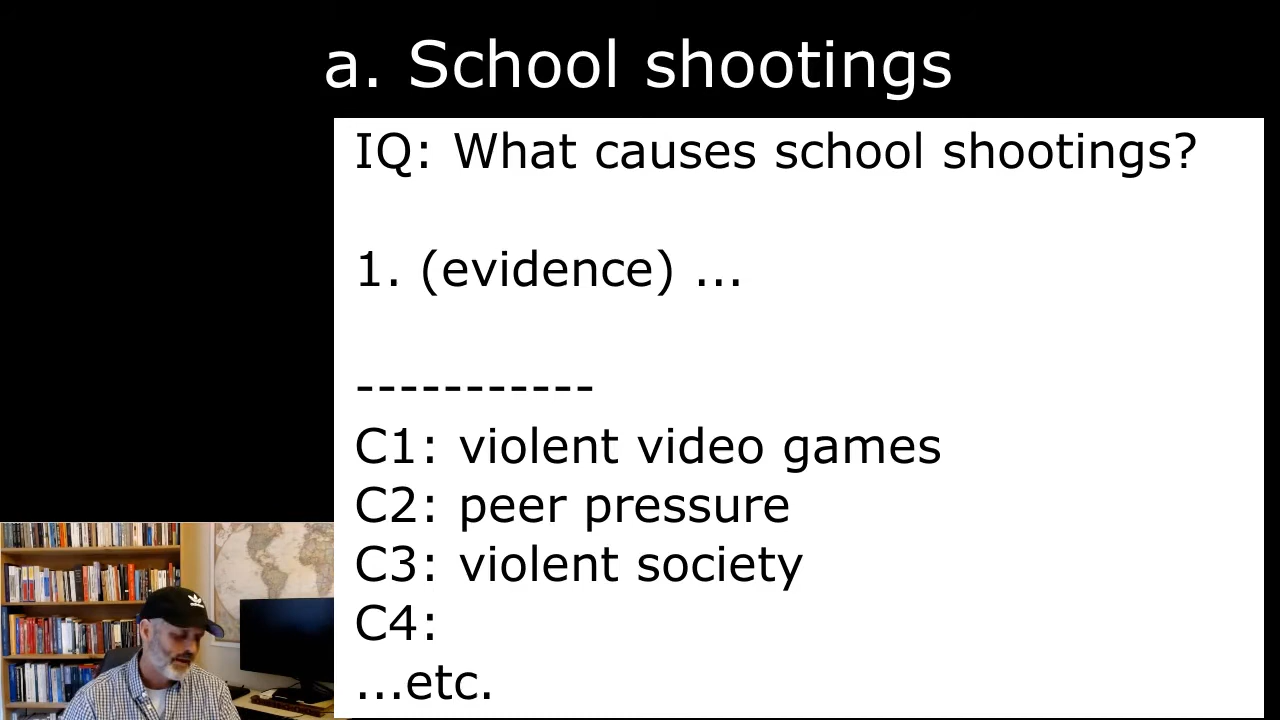 a. School shootings
IQ: What causes school shootings?
1. (evidence) ...
-----------
C1: violent video games
C2: peer pressure
C3: violent society
C4:
...etc.